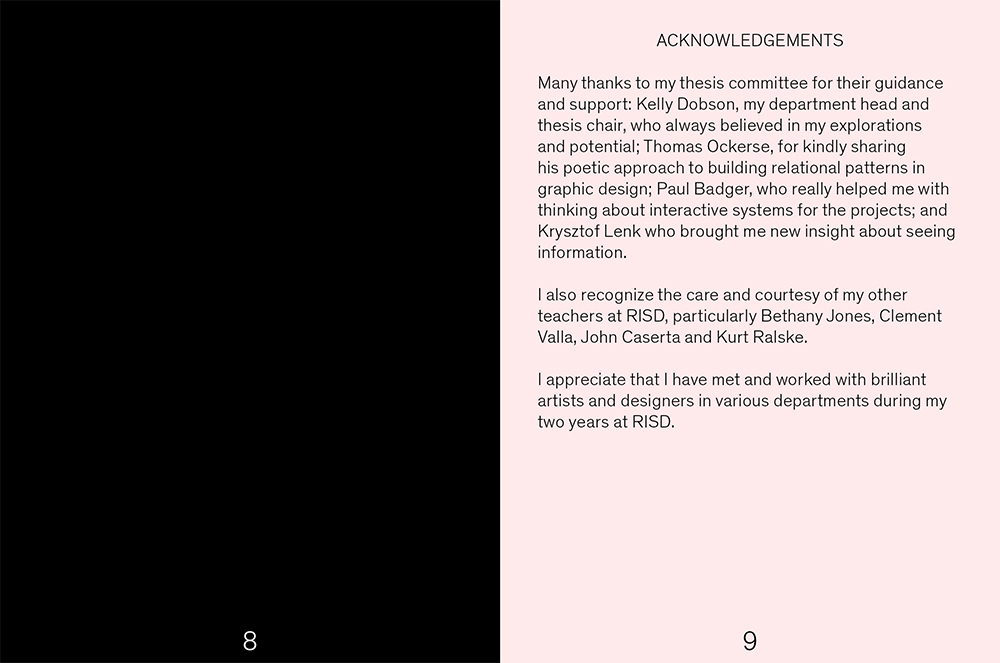 8
ACKNOWLEDGEMENTS
Many thanks to my thesis committee for their guidance
and support: Kelly Dobson, my department head and
thesis chair, who always believed in my explorations
and potential; Thomas Ockerse, for kindly sharing
his poetic approach to building relational patterns in
graphic design; Paul Badger, who really helped me with
thinking about interactive systems for the projects; and
Krysztof Lenk who brought me new insight about seeing
information.
I also recognize the care and courtesy of my other
teachers at RISD, particularly Bethany Jones, Clement
Valla, John Caserta and Kurt Ralske.
I appreciate that I have met and worked with brilliant
artists and designers in various departments during my
two years at RISD.
9